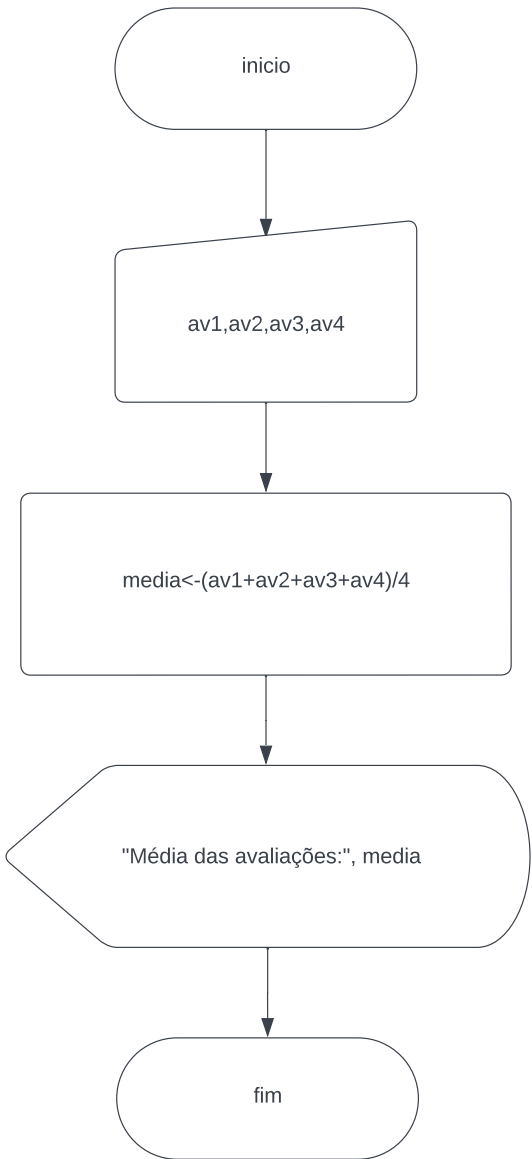 inicio
av1,av2,av3,av4
media<-(av1+av2+av3+av4)/4
"Média das avaliações:", media
fim